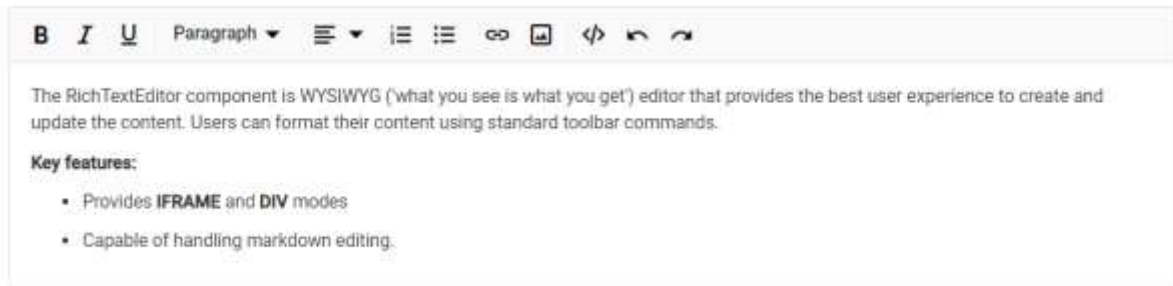 B I U Paragraph
The RichTextEditor component is WYSIWYG ('what you see is what you get') editor that provides the best user experience to create and
update the content. Users can format their content using standard toolbar commands.
Key features:
• Provides IFRAME and DIV modes
• Capable of handling markdown editing.